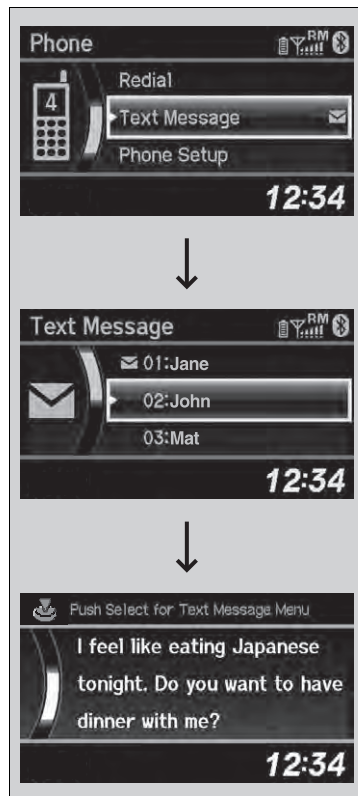 Phone
RM
4
Redial
Text Message
Phone Setup
12:34
Text Message
RM
01:Jane
02:John
03:Mat
12:34
Push Select for Text Message Menu
I feel like eating Japanese
tonight. Do you want to have
dinner with me?
12:34